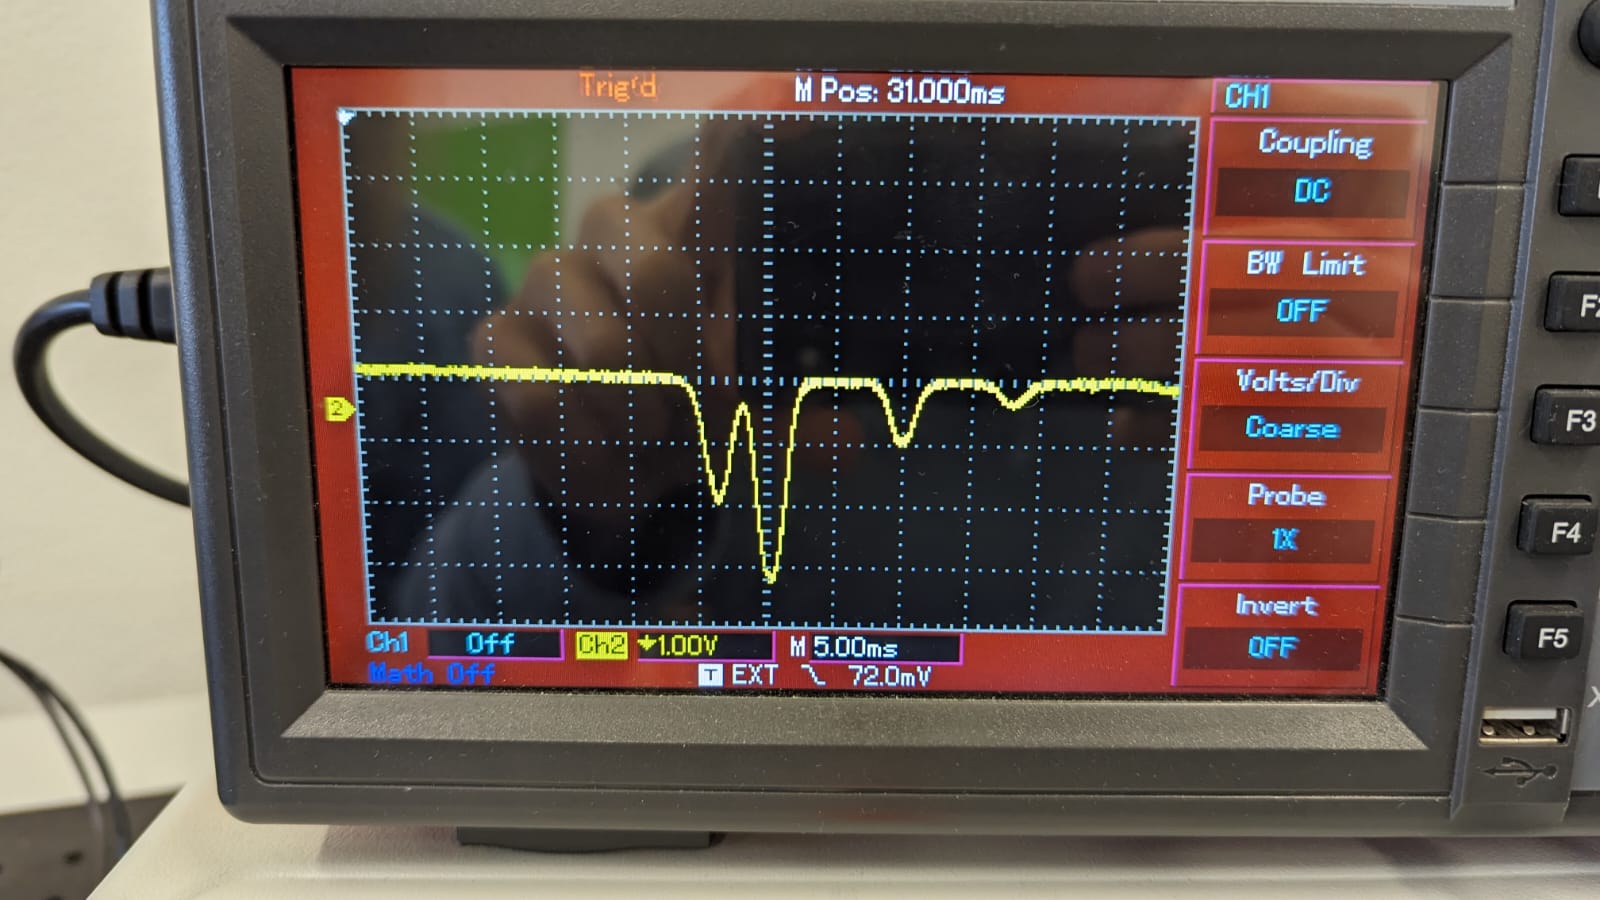 Trig'd M Pos: 31.000ms CH1
Coupling
DC
BW Limit
OFF
Volts/Div
Coarse
Probe
1X
Invert
OFF
2
Ch1 Off Ch2 1.00V M 5.00ms
Math Off T EXT 72.0mV
F3
F4
F5